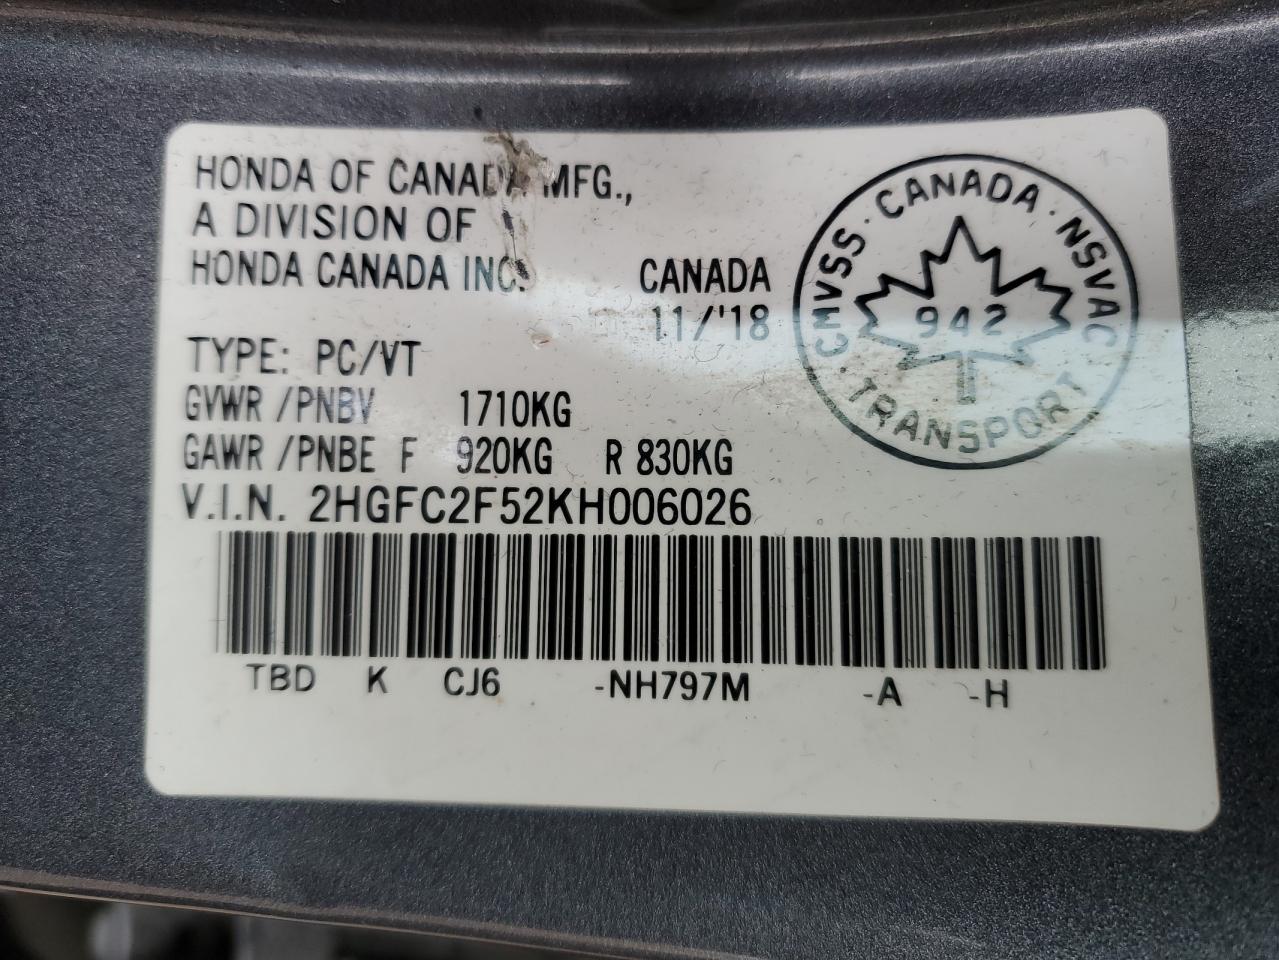 HONDA OF CANADA MFG.,
A DIVISION OF
HONDA CANADA INC.
CANADA
11/'18
CMVSS · CANADA · NSVAC · TRANSPORT
942
TYPE: PC/VT
GVWR /PNBV 1710KG
GAWR /PNBE F 920KG R 830KG
V.I.N. 2HGFC2F52KH006026
TBD K CJ6 -NH797M -A -H